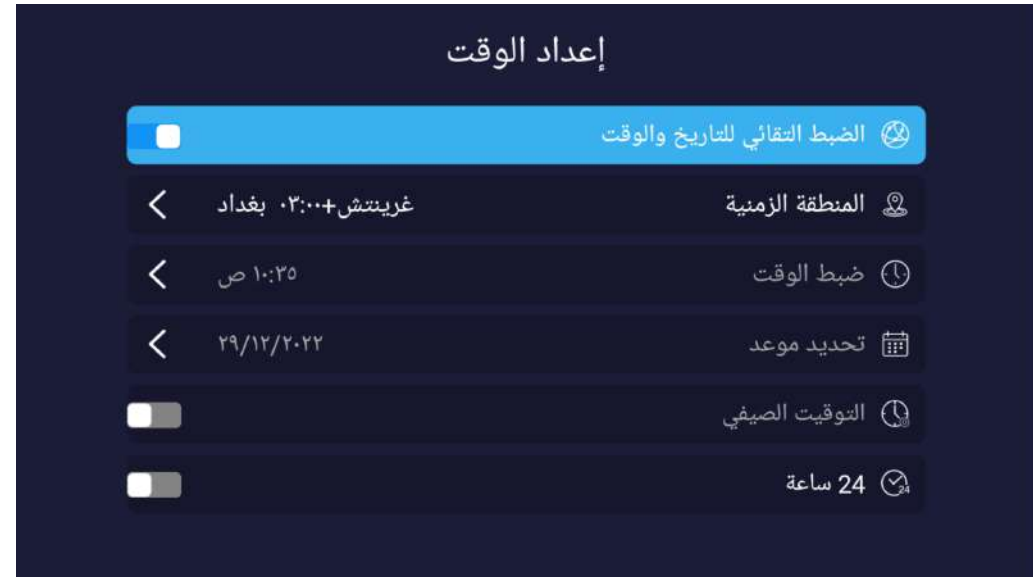 إعداد الوقت
الضبط التقائي للتاريخ والوقت
المنطقة الزمنية غرينتش+٠٣:٠٠ بغداد
ضبط الوقت ١٠:٣٥ ص
تحديد موعد ٢٩/١٢/٢٠٢٢
التوقيت الصيفي
24 ساعة